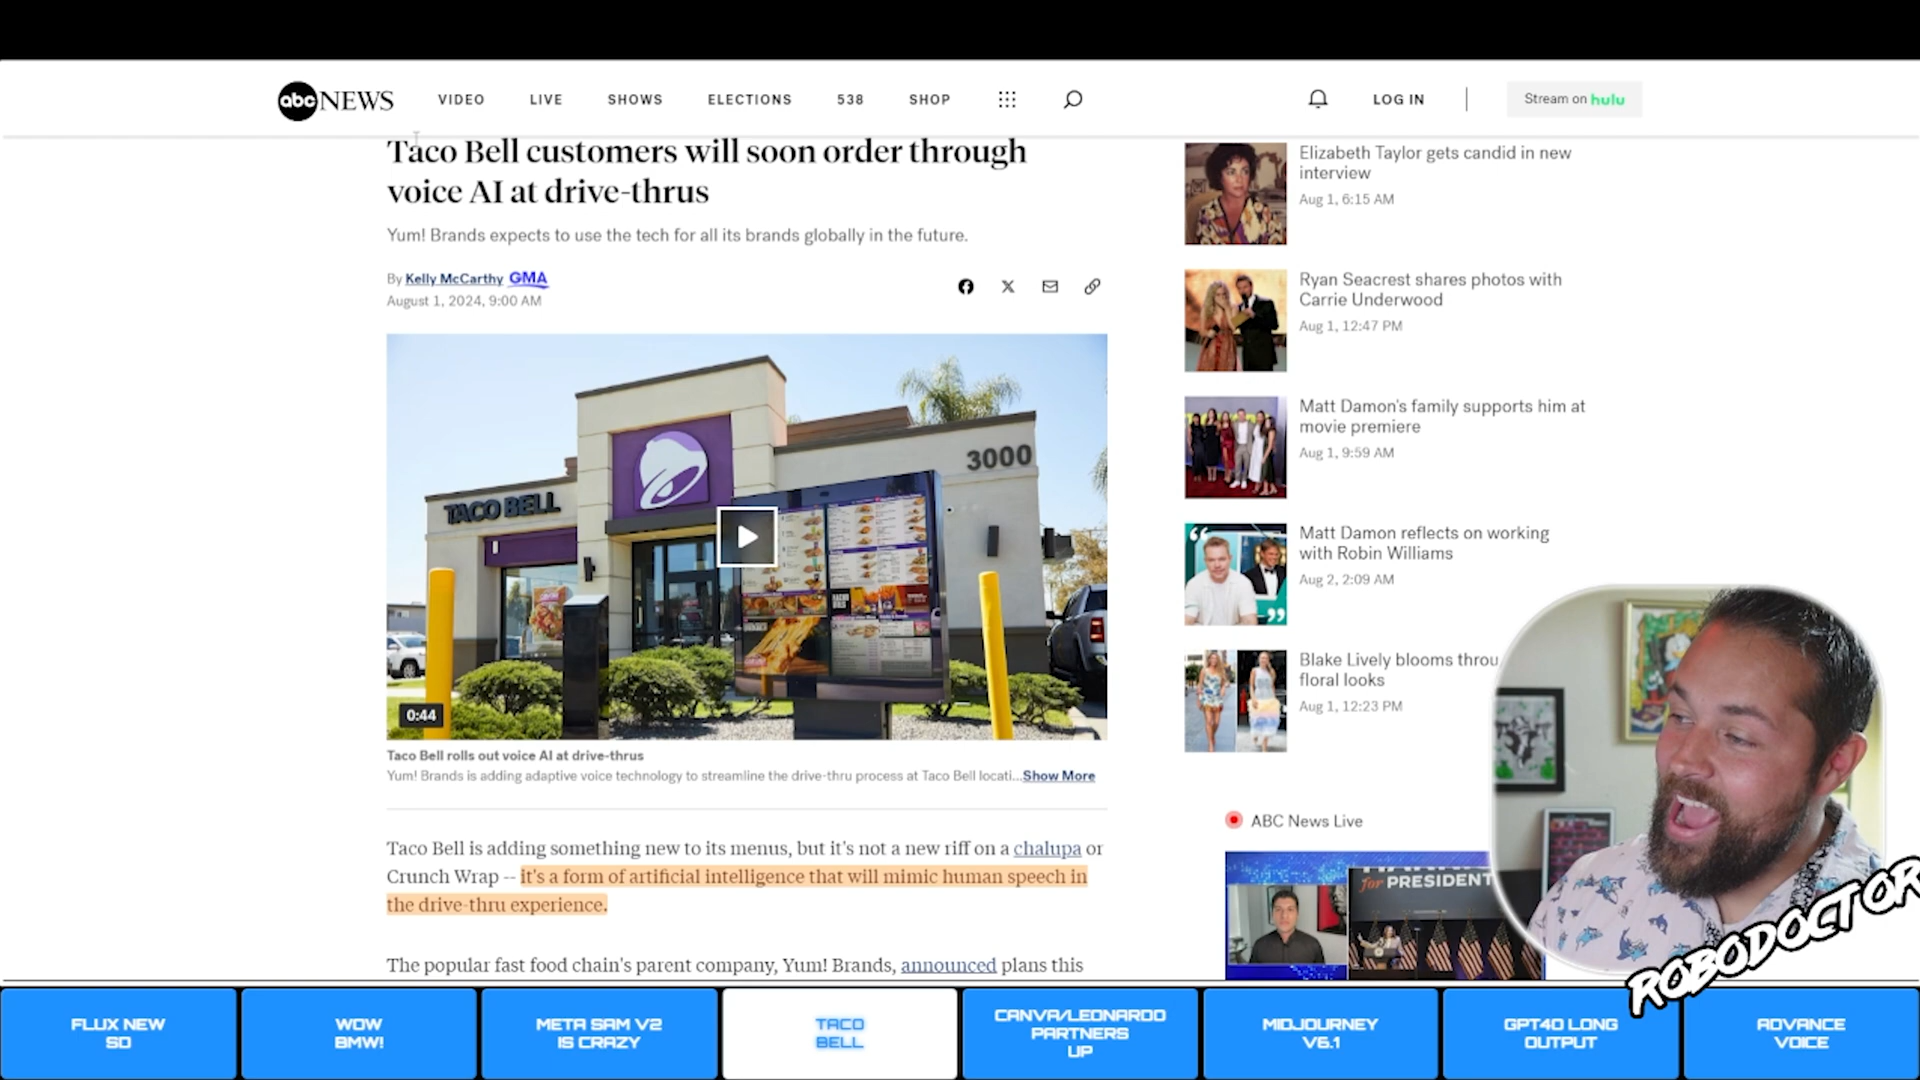 abc NEWS
VIDEO
LIVE
SHOWS
ELECTIONS
538
SHOP
LOG IN
Stream on hulu
Taco Bell customers will soon order through
voice AI at drive-thrus
Yum! Brands expects to use the tech for all its brands globally in the future.
By Kelly McCarthy GMA
August 1, 2024, 9:00 AM
TACO BELL
3000
0:44
Taco Bell rolls out voice AI at drive-thrus
Yum! Brands is adding adaptive voice technology to streamline the drive-thru process at Taco Bell locati...Show More
Taco Bell is adding something new to its menus, but it's not a new riff on a chalupa or
Crunch Wrap -- it's a form of artificial intelligence that will mimic human speech in
the drive-thru experience.
The popular fast food chain's parent company, Yum! Brands, announced plans this
Elizabeth Taylor gets candid in new
interview
Aug 1, 6:15 AM
Ryan Seacrest shares photos with
Carrie Underwood
Aug 1, 12:47 PM
Matt Damon's family supports him at
movie premiere
Aug 1, 9:59 AM
Matt Damon reflects on working
with Robin Williams
Aug 2, 2:09 AM
Blake Lively blooms throu
floral looks
Aug 1, 12:23 PM
ABC News Live
for PRESIDENT
ROBODOCTOR
FLUX NEW
SD
WOW
BMW!
META SAM V2
IS CRAZY
TACO
BELL
CANVA/LEONARDO
PARTNERS
UP
MIDJOURNEY
V6.1
GPT4O LONG
OUTPUT
ADVANCE
VOICE